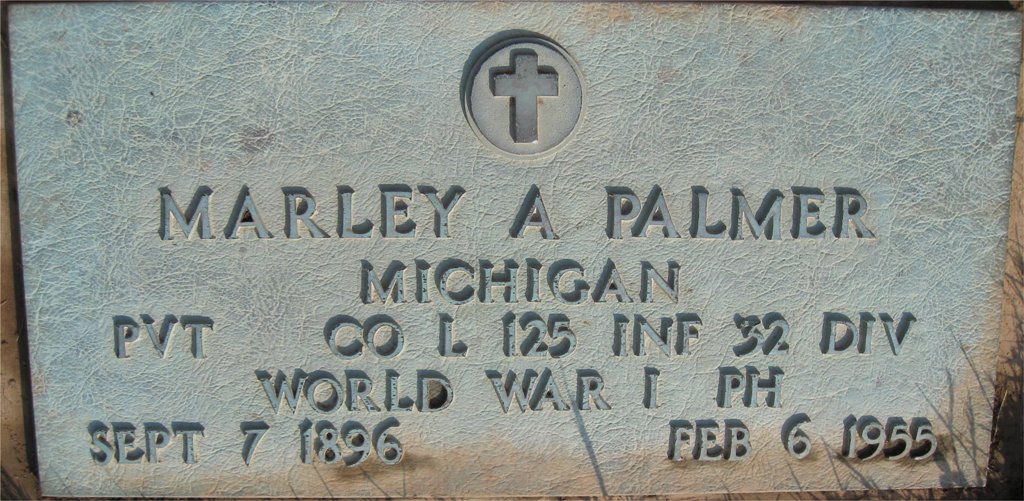 MARLEY A PALMER
MICHIGAN
PVT CO L 125 INF 32 DIV
WORLD WAR I PH
SEPT 7 1896 FEB 6 1955